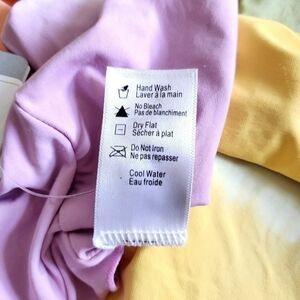 Hand Wash
Laver à la main
No Bleach
Pas de blanchiment
Dry Flat
Sécher à plat
Do Not Iron
Ne pas repasser
Cool Water
Eau froide